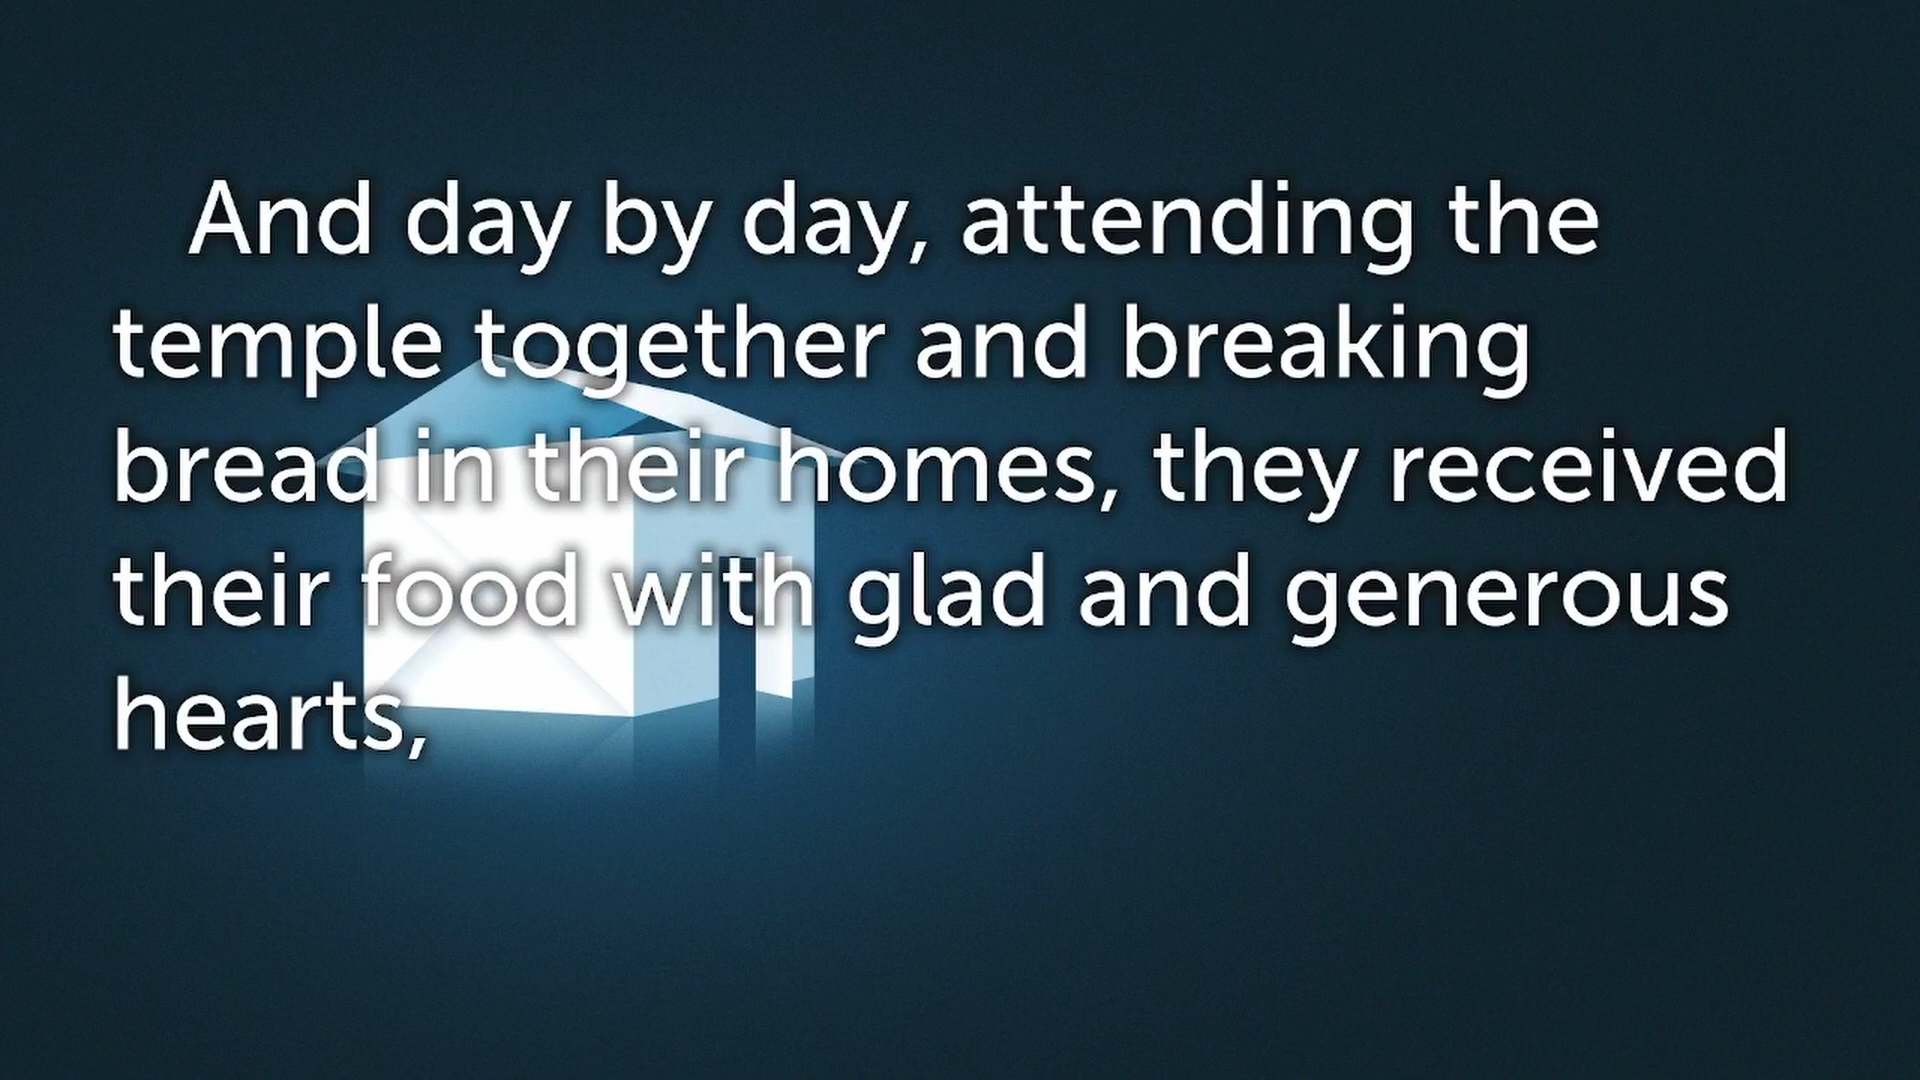 And day by day, attending the
temple together and breaking
bread in their homes, they received
their food with glad and generous
hearts,